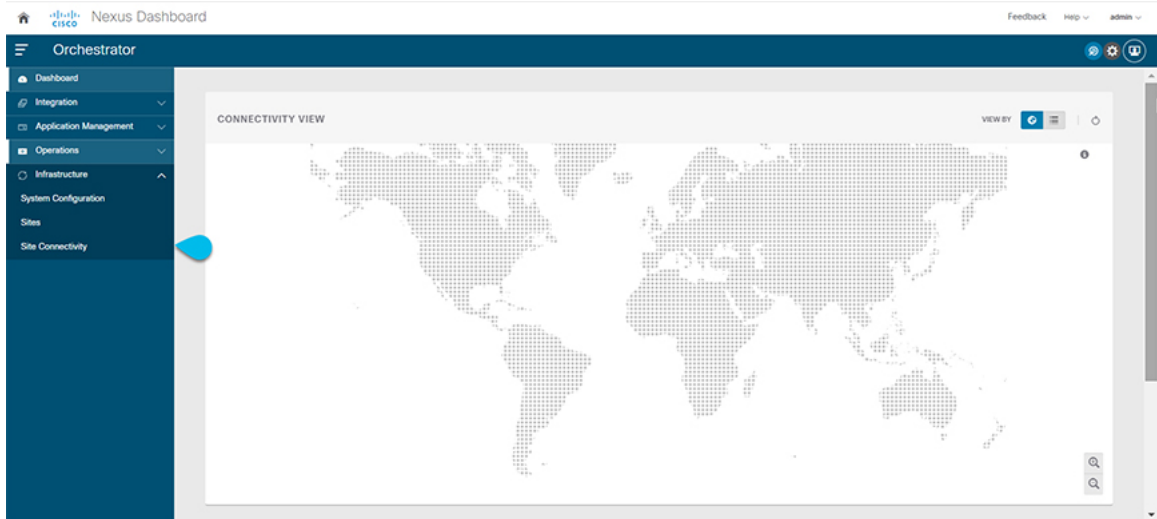 CISCO Nexus Dashboard Feedback Help admin
Orchestrator
Dashboard
Integration
Application Management
Operations
Infrastructure
System Configuration
Sites
Site Connectivity
CONNECTIVITY VIEW VIEW BY